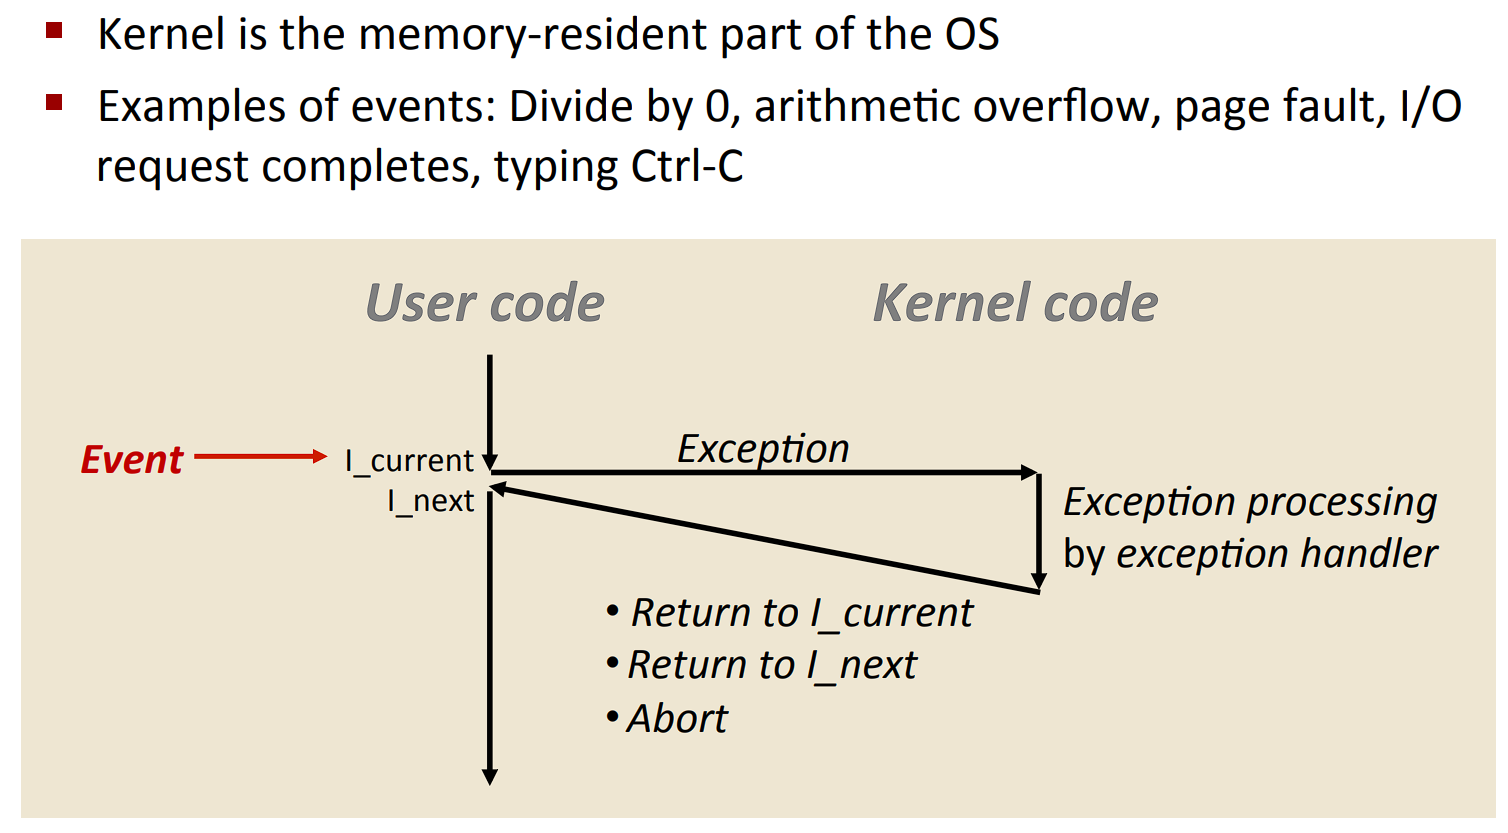 Kernel is the memory-resident part of the OS
Examples of events: Divide by 0, arithmetic overflow, page fault, I/O
request completes, typing Ctrl-C
User code
Kernel code
Event
I_current
I_next
Exception
Exception processing
by exception handler
• Return to I_current
• Return to I_next
• Abort